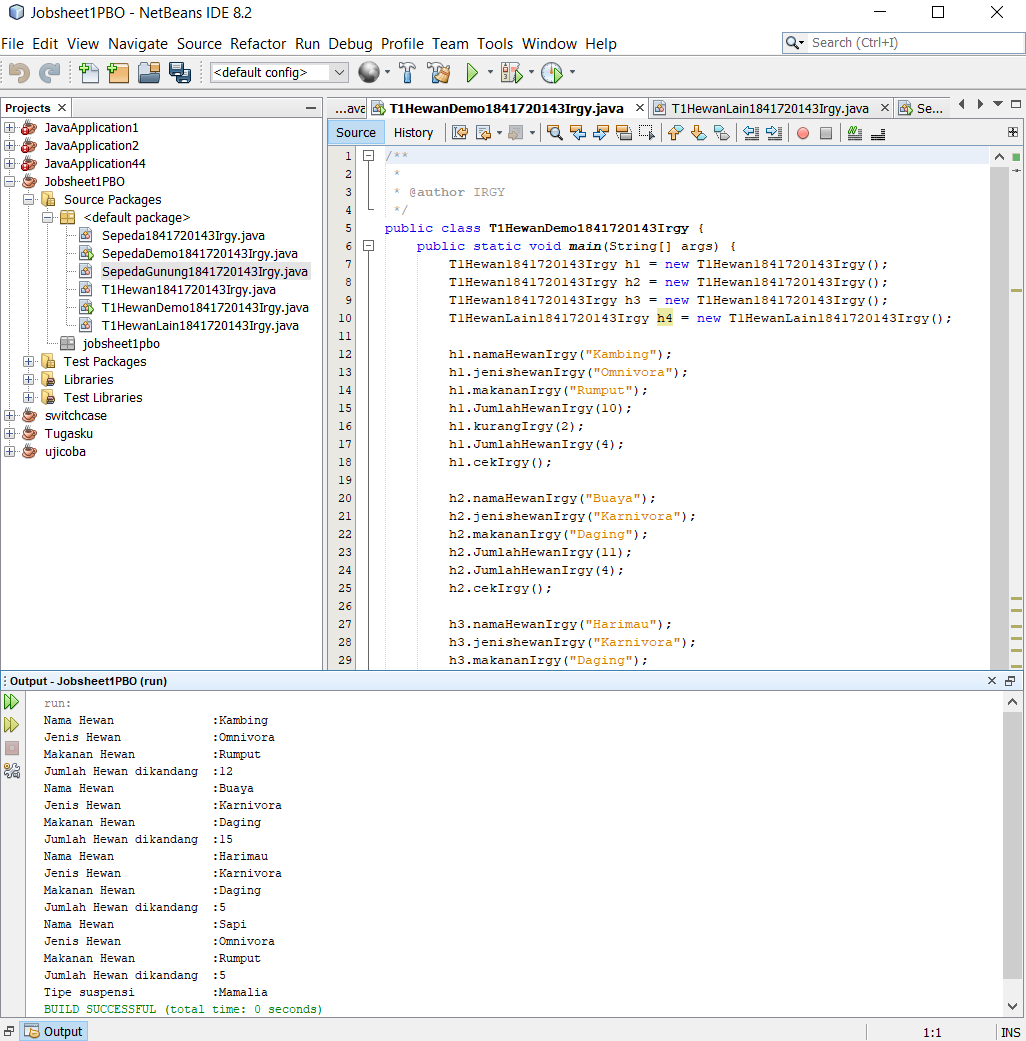 Jobsheet1PBO - NetBeans IDE 8.2
File Edit View Navigate Source Refactor Run Debug Profile Team Tools Window Help
Search (Ctrl+I)
<default config>
Projects
JavaApplication1
JavaApplication2
JavaApplication44
Jobsheet1PBO
Source Packages
<default package>
Sepeda1841720143Irgy.java
SepedaDemo1841720143Irgy.java
SepedaGunung1841720143Irgy.java
T1Hewan1841720143Irgy.java
T1HewanDemo1841720143Irgy.java
T1HewanLain1841720143Irgy.java
jobsheet1pbo
Test Packages
Libraries
Test Libraries
switchcase
Tugasku
ujicoba
...ava T1HewanDemo1841720143Irgy.java T1HewanLain1841720143Irgy.java Se...
Source History
1 /**
2 *
3 * @author IRGY
4 */
5 public class T1HewanDemo1841720143Irgy {
6 public static void main(String[] args) {
7 T1Hewan1841720143Irgy h1 = new T1Hewan1841720143Irgy();
8 T1Hewan1841720143Irgy h2 = new T1Hewan1841720143Irgy();
9 T1Hewan1841720143Irgy h3 = new T1Hewan1841720143Irgy();
10 T1HewanLain1841720143Irgy h4 = new T1HewanLain1841720143Irgy();
11
12 h1.namaHewanIrgy("Kambing");
13 h1.jenishewanIrgy("Omnivora");
14 h1.makananIrgy("Rumput");
15 h1.JumlahHewanIrgy(10);
16 h1.kurangIrgy(2);
17 h1.JumlahHewanIrgy(4);
18 h1.cekIrgy();
19
20 h2.namaHewanIrgy("Buaya");
21 h2.jenishewanIrgy("Karnivora");
22 h2.makananIrgy("Daging");
23 h2.JumlahHewanIrgy(11);
24 h2.JumlahHewanIrgy(4);
25 h2.cekIrgy();
26
27 h3.namaHewanIrgy("Harimau");
28 h3.jenishewanIrgy("Karnivora");
29 h3.makananIrgy("Daging");
Output - Jobsheet1PBO (run)
run:
Nama Hewan :Kambing
Jenis Hewan :Omnivora
Makanan Hewan :Rumput
Jumlah Hewan dikandang :12
Nama Hewan :Buaya
Jenis Hewan :Karnivora
Makanan Hewan :Daging
Jumlah Hewan dikandang :15
Nama Hewan :Harimau
Jenis Hewan :Karnivora
Makanan Hewan :Daging
Jumlah Hewan dikandang :5
Nama Hewan :Sapi
Jenis Hewan :Omnivora
Makanan Hewan :Rumput
Jumlah Hewan dikandang :5
Tipe suspensi :Mamalia
BUILD SUCCESSFUL (total time: 0 seconds)
Output
1:1 INS